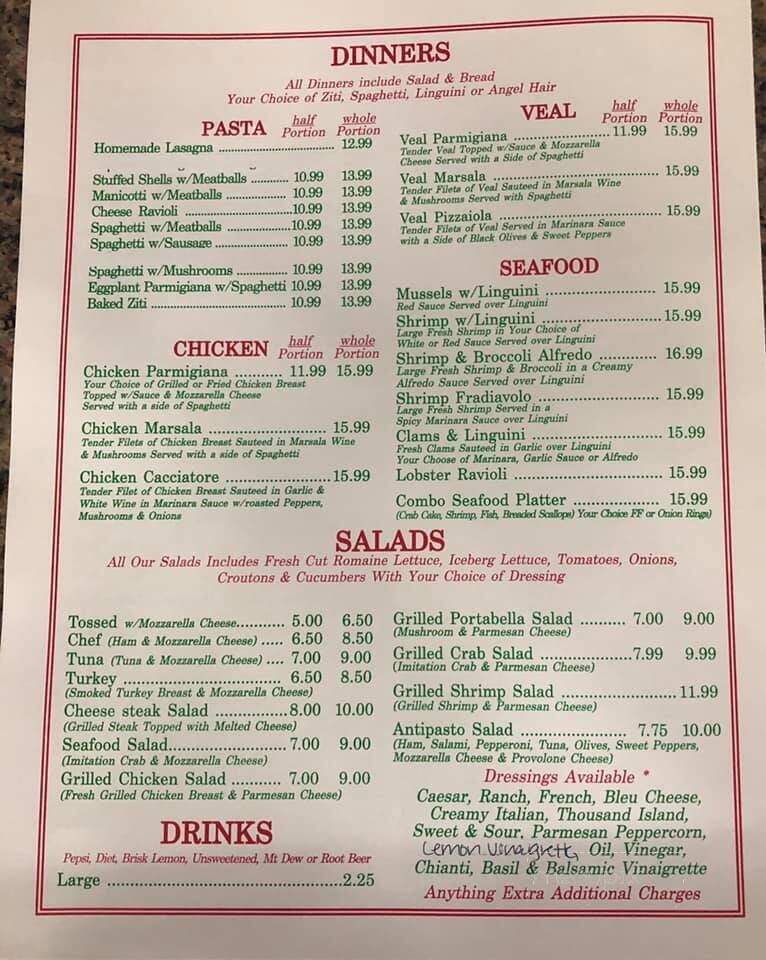 DINNERS
All Dinners include Salad & Bread
Your Choice of Ziti, Spaghetti, Linguini or Angel Hair
PASTA half Portion whole Portion
Homemade Lasagna ................................... 12.99
Stuffed Shells w/Meatballs ............ 10.99 13.99
Manicotti w/Meatballs ................... 10.99 13.99
Cheese Ravioli .................................10.99 13.99
Spaghetti w/Meatballs ....................10.99 13.99
Spaghetti w/Sausage ...................... 10.99 13.99
Spaghetti w/Mushrooms ................ 10.99 13.99
Eggplant Parmigiana w/Spaghetti 10.99 13.99
Baked Ziti ........................................ 10.99 13.99
CHICKEN half Portion whole Portion
Chicken Parmigiana ........... 11.99 15.99
Your Choice of Grilled or Fried Chicken Breast
Topped w/Sauce & Mozzarella Cheese
Served with a side of Spaghetti
Chicken Marsala ........................... 15.99
Tender Filets of Chicken Breast Sauteed in Marsala Wine
& Mushrooms Served with a side of Spaghetti
Chicken Cacciatore ........................15.99
Tender Filet of Chicken Breast Sauteed in Garlic &
White Wine in Marinara Sauce w/roasted Peppers,
Mushrooms & Onions
VEAL half Portion whole Portion
Veal Parmigiana ...................... 11.99 15.99
Tender Veal Topped w/Sauce & Mozzarella
Cheese Served with a Side of Spaghetti
Veal Marsala ........................................ 15.99
Tender Filets of Veal Sauteed in Marsala Wine
& Mushrooms Served with Spaghetti
Veal Pizzaiola ..................................... 15.99
Tender Filets of Veal Served in Marinara Sauce
with a Side of Black Olives & Sweet Peppers
SEAFOOD
Mussels w/Linguini ......................... 15.99
Red Sauce Served over Linguini
Shrimp w/Linguini ...........................15.99
Large Fresh Shrimp in Your Choice of
White or Red Sauce Served over Linguini
Shrimp & Broccoli Alfredo ............. 16.99
Large Fresh Shrimp & Broccoli in a Creamy
Alfredo Sauce Served over Linguini
Shrimp Fradiavolo ........................... 15.99
Large Fresh Shrimp Served in a
Spicy Marinara Sauce over Linguini
Clams & Linguini .............................15.99
Fresh Clams Sauteed in Garlic over Linguini
Your Choose of Marinara, Garlic Sauce or Alfredo
Lobster Ravioli ................................. 15.99
Combo Seafood Platter ................... 15.99
(Crab Cake, Shrimp, Fish, Breaded Scallops) Your Choice FF or Onion Rings)
SALADS
All Our Salads Includes Fresh Cut Romaine Lettuce, Iceberg Lettuce, Tomatoes, Onions,
Croutons & Cucumbers With Your Choice of Dressing
Tossed w/Mozzarella Cheese........... 5.00 6.50
Chef (Ham & Mozzarella Cheese) ..... 6.50 8.50
Tuna (Tuna & Mozzarella Cheese) .... 7.00 9.00
Turkey ................................... 6.50 8.50
(Smoked Turkey Breast & Mozzarella Cheese)
Cheese steak Salad ................8.00 10.00
(Grilled Steak Topped with Melted Cheese)
Seafood Salad..........................7.00 9.00
(Imitation Crab & Mozzarella Cheese)
Grilled Chicken Salad ........... 7.00 9.00
(Fresh Grilled Chicken Breast & Parmesan Cheese)
Grilled Portabella Salad .......... 7.00 9.00
(Mushroom & Parmesan Cheese)
Grilled Crab Salad ....................7.99 9.99
(Imitation Crab & Parmesan Cheese)
Grilled Shrimp Salad .........................11.99
(Grilled Shrimp & Parmesan Cheese)
Antipasto Salad ....................... 7.75 10.00
(Ham, Salami, Pepperoni, Tuna, Olives, Sweet Peppers,
Mozzarella Cheese & Provolone Cheese)
Dressings Available *
Caesar, Ranch, French, Bleu Cheese,
Creamy Italian, Thousand Island,
Sweet & Sour, Parmesan Peppercorn,
Lemon Vinaigrette, Oil, Vinegar,
Chianti, Basil & Balsamic Vinaigrette
Anything Extra Additional Charges
DRINKS
Pepsi, Diet, Brisk Lemon, Unsweetened, Mt Dew or Root Beer
Large ...................................................2.25